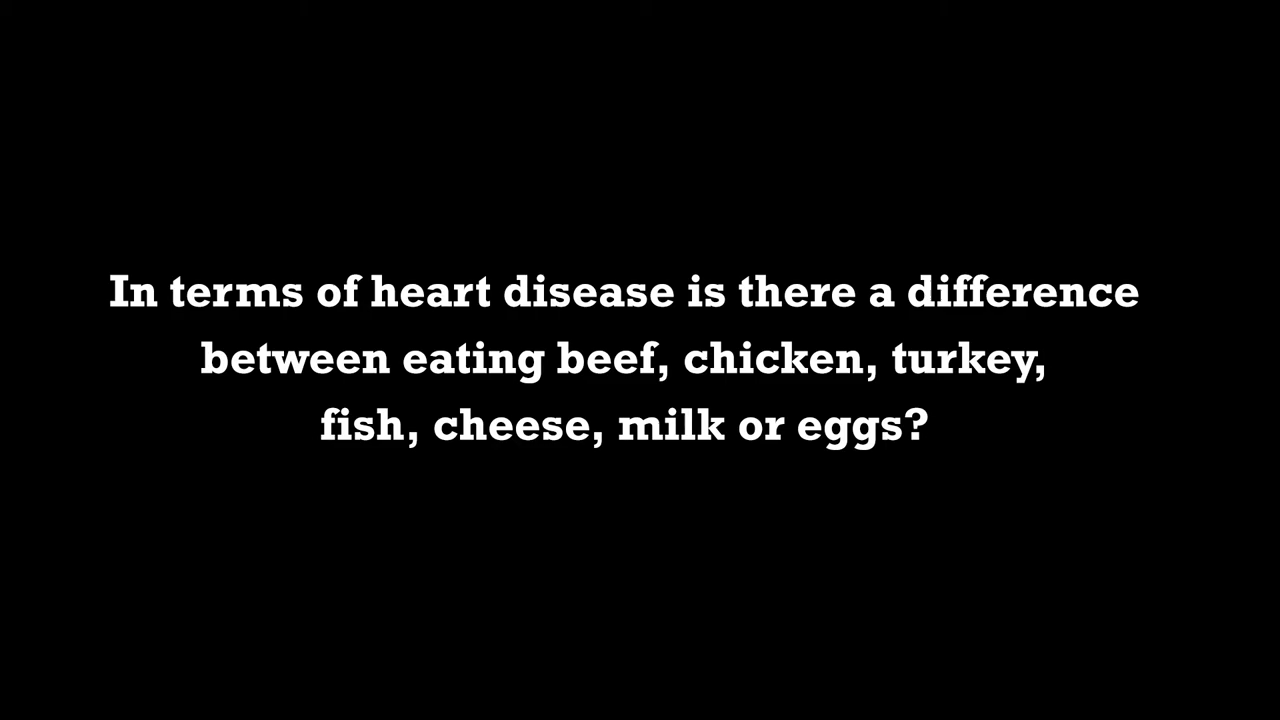 In terms of heart disease is there a difference
between eating beef, chicken, turkey,
fish, cheese, milk or eggs?